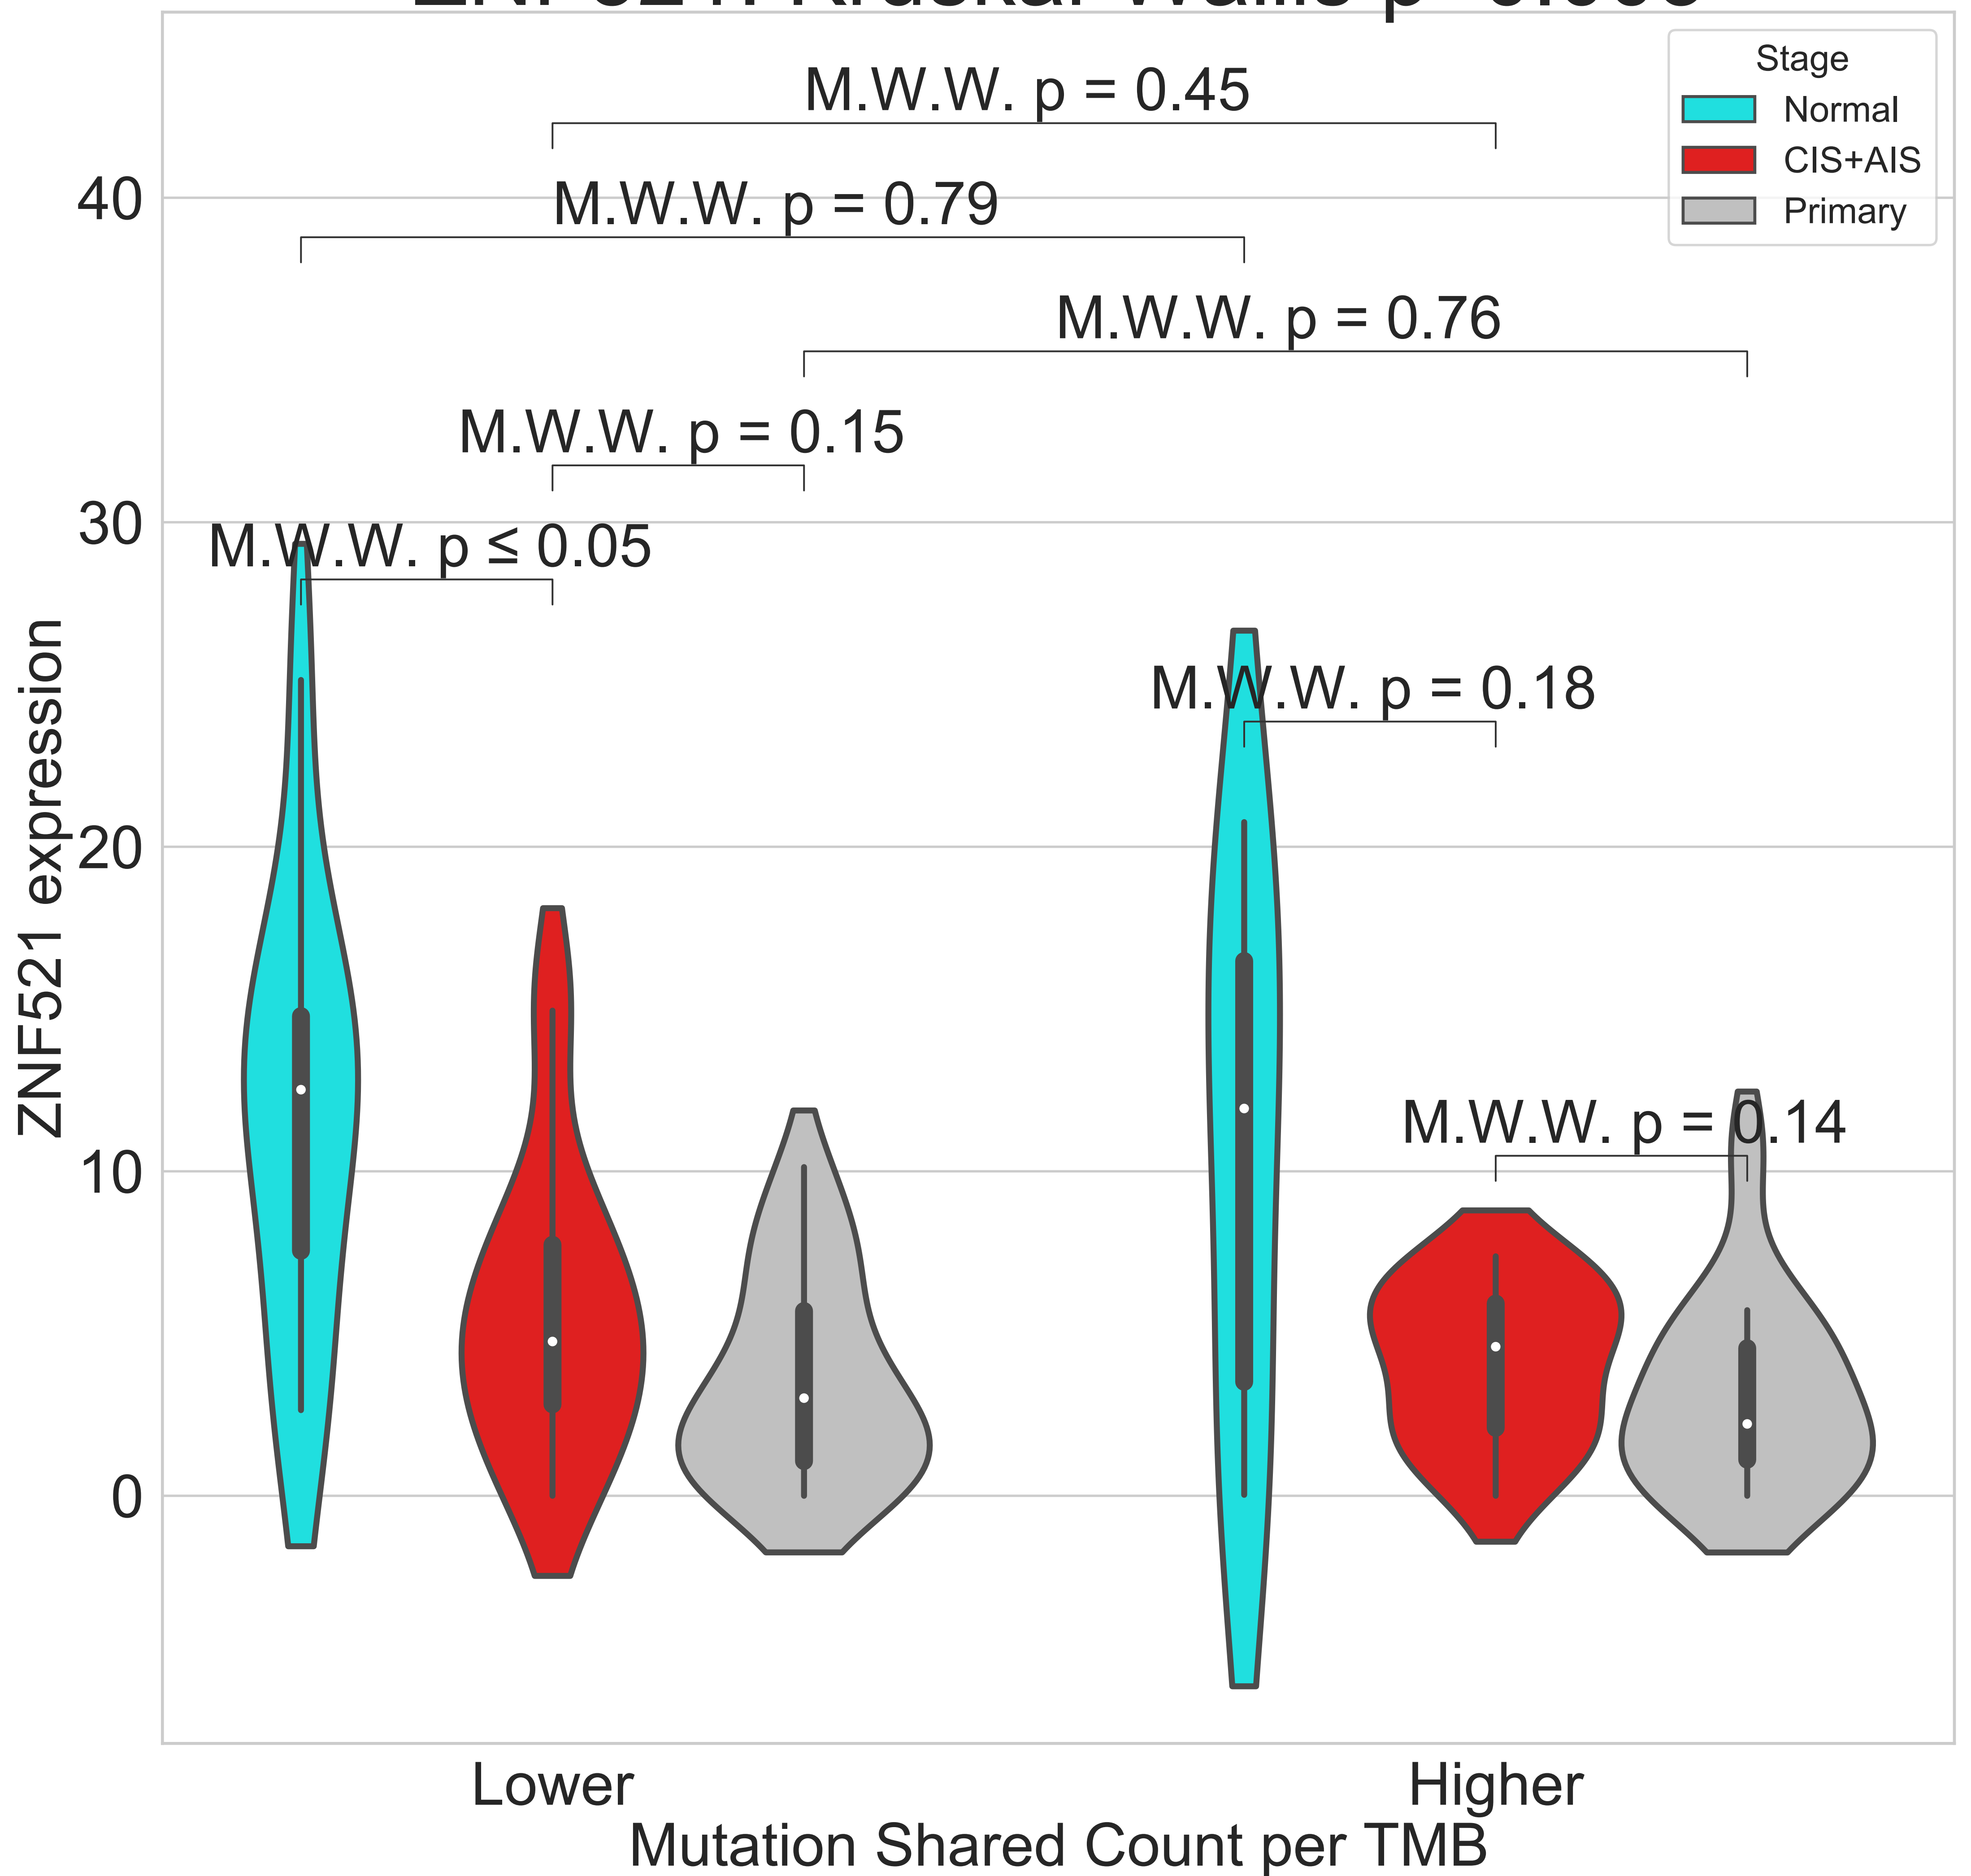 Stage
Normal
CIS+AIS
Primary
M.W.W. p = 0.45
M.W.W. p = 0.79
M.W.W. p = 0.76
M.W.W. p = 0.15
M.W.W. p ≤ 0.05
M.W.W. p = 0.18
M.W.W. p = 0.14
40
30
20
10
0
ZNF521 expression
Lower
Higher
Mutation Shared Count per TMB